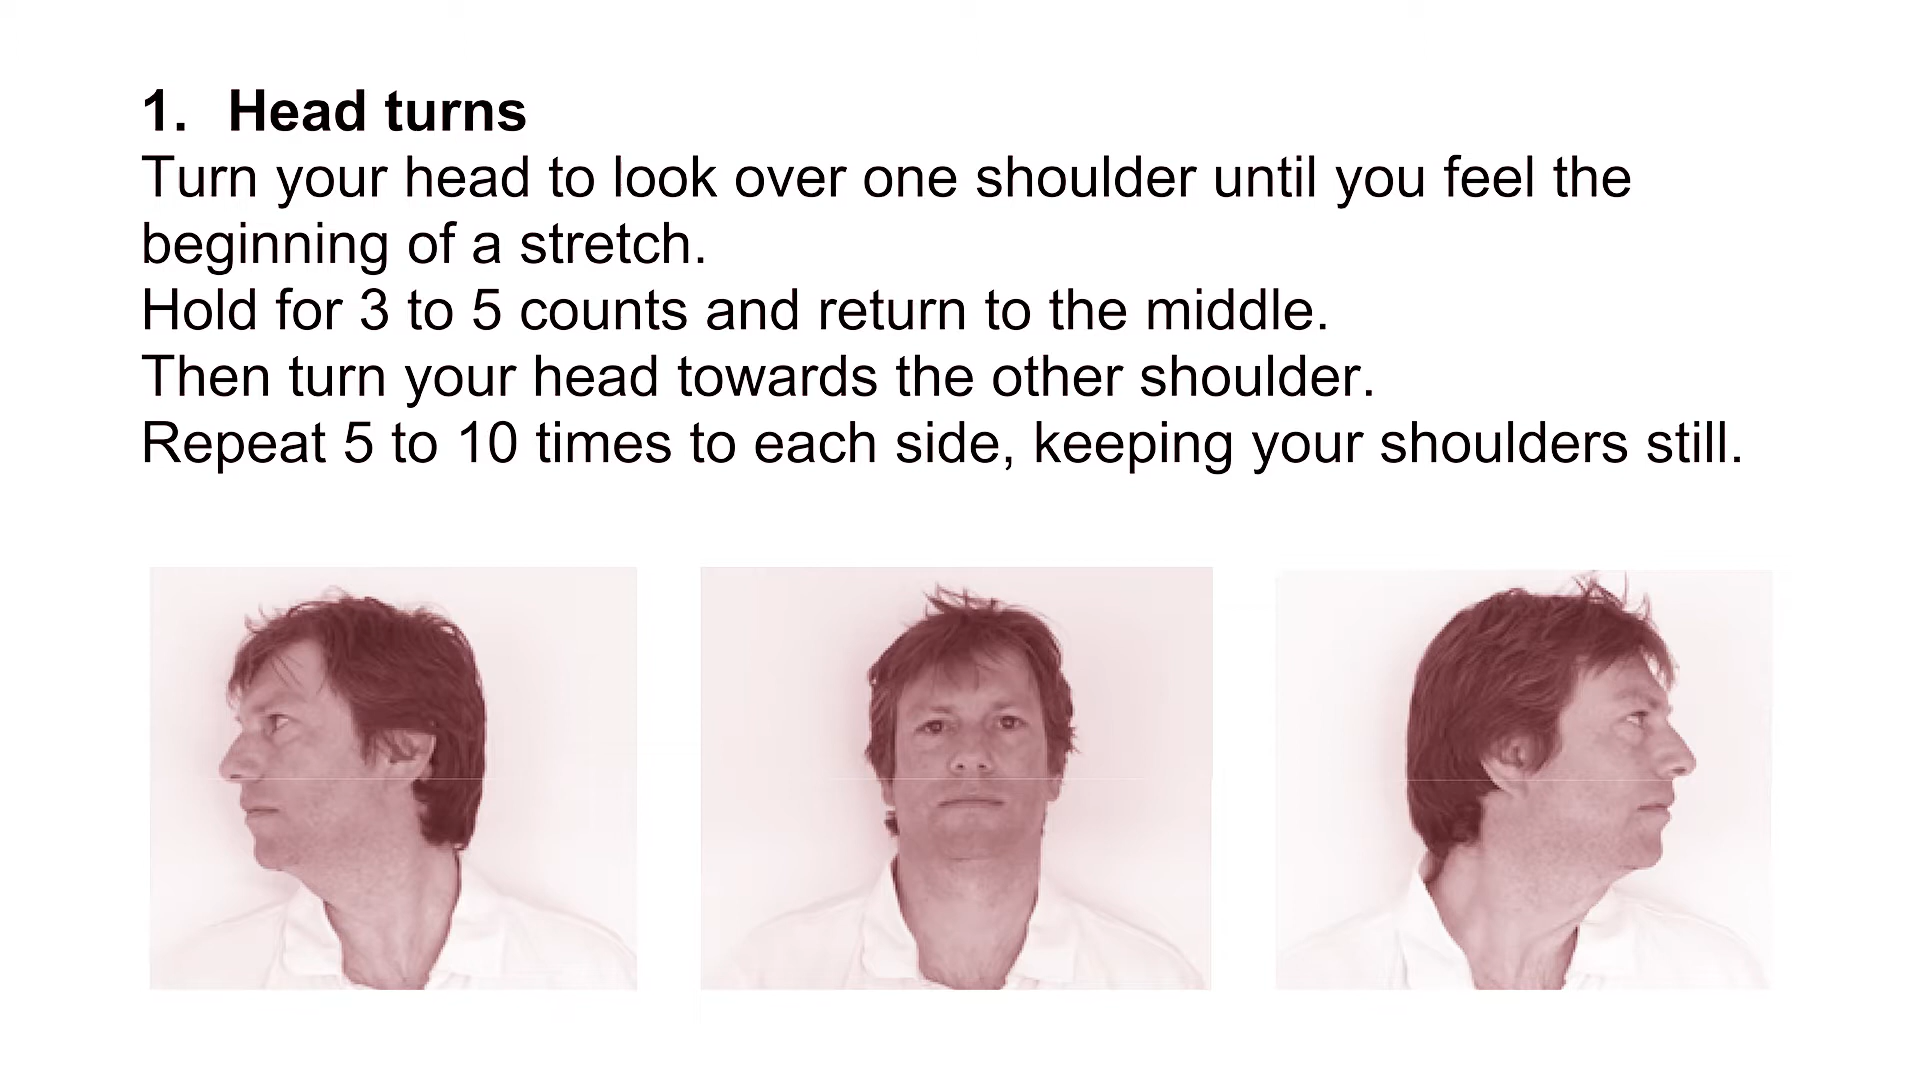 1. Head turns
Turn your head to look over one shoulder until you feel the
beginning of a stretch.
Hold for 3 to 5 counts and return to the middle.
Then turn your head towards the other shoulder.
Repeat 5 to 10 times to each side, keeping your shoulders still.